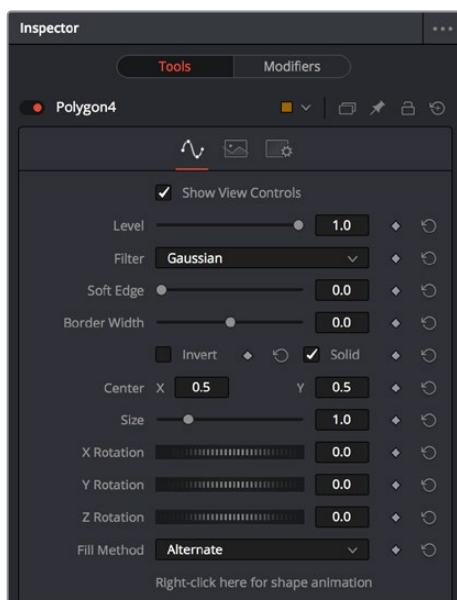 Inspector
Tools Modifiers
Polygon4
Show View Controls
Level 1.0
Filter Gaussian
Soft Edge 0.0
Border Width 0.0
Invert Solid
Center X 0.5 Y 0.5
Size 1.0
X Rotation 0.0
Y Rotation 0.0
Z Rotation 0.0
Fill Method Alternate
Right-click here for shape animation